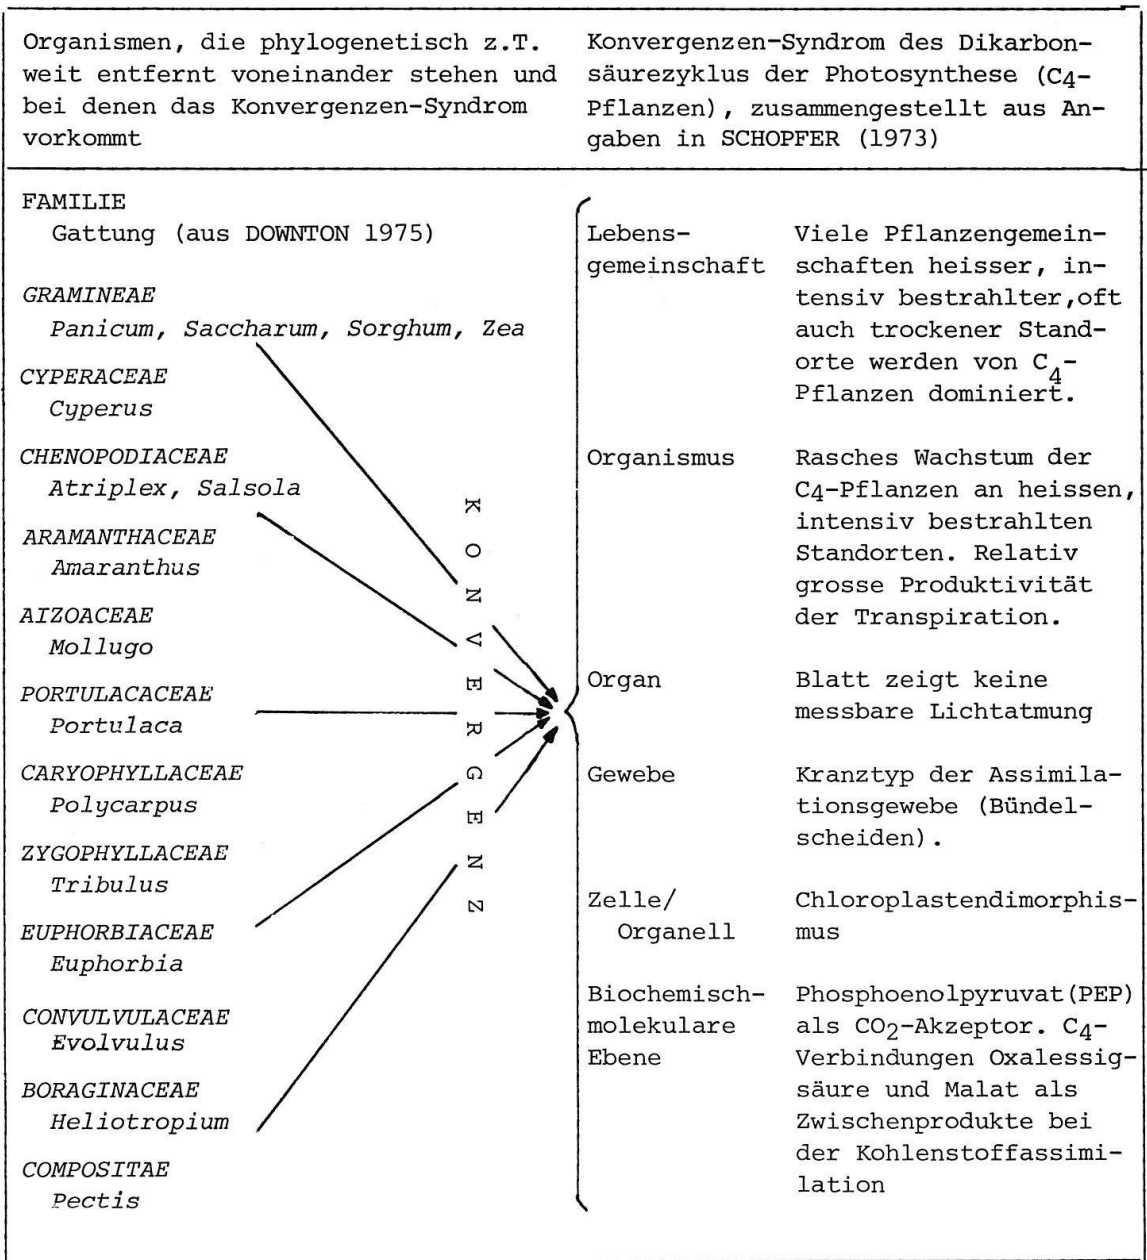 Organismen, die phylogenetisch z.T.
weit entfernt voneinander stehen und
bei denen das Konvergenzen-Syndrom
vorkommt
Konvergenzen-Syndrom des Dikarbon-
säurezyklus der Photosynthese (C4-
Pflanzen), zusammengestellt aus An-
gaben in SCHOPFER (1973)
FAMILIE
Gattung (aus DOWNTON 1975)
GRAMINEAE
Panicum, Saccharum, Sorghum, Zea
CYPERACEAE
Cyperus
CHENOPODIACEAE
Atriplex, Salsola
ARAMANTHACEAE
Amaranthus
AIZOACEAE
Mollugo
PORTULACACEAE
Portulaca
CARYOPHYLLACEAE
Polycarpus
ZYGOPHYLLACEAE
Tribulus
EUPHORBIACEAE
Euphorbia
CONVULVULACEAE
Evolvulus
BORAGINACEAE
Heliotropium
COMPOSITAE
Pectis
KONVERGENZ
Lebens-
gemeinschaft
Viele Pflanzengemein-
schaften heisser, in-
tensiv bestrahlter,oft
auch trockener Stand-
orte werden von C4-
Pflanzen dominiert.
Organismus
Rasches Wachstum der
C4-Pflanzen an heissen,
intensiv bestrahlten
Standorten. Relativ
grosse Produktivität
der Transpiration.
Organ
Blatt zeigt keine
messbare Lichtatmung
Gewebe
Kranztyp der Assimila-
tionsgewebe (Bündel-
scheiden).
Zelle/
Organell
Chloroplastendimorphis-
mus
Biochemisch-
molekulare
Ebene
Phosphoenolpyruvat(PEP)
als CO2-Akzeptor. C4-
Verbindungen Oxalessig-
säure und Malat als
Zwischenprodukte bei
der Kohlenstoffassimi-
lation